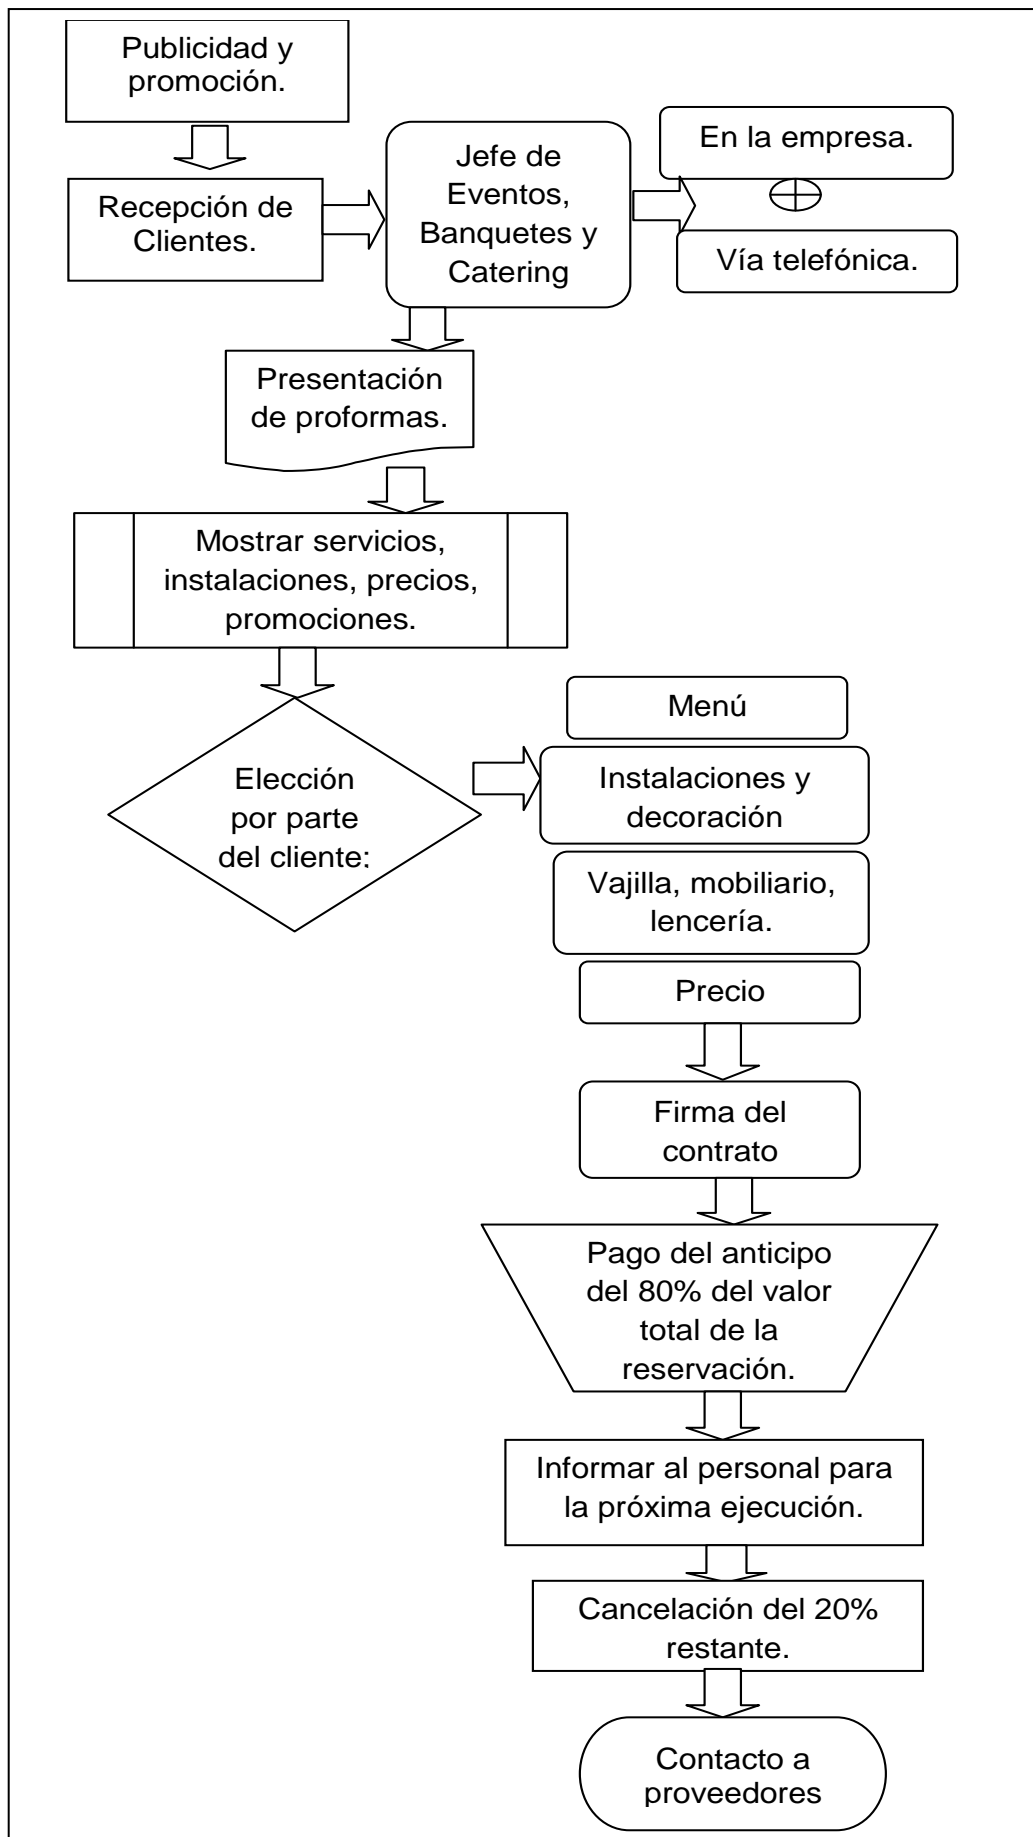 Publicidad y
promoción.
Recepción de
Clientes.
Jefe de
Eventos,
Banquetes y
Catering
En la empresa.
Vía telefónica.
Presentación
de proformas.
Mostrar servicios,
instalaciones, precios,
promociones.
Elección
por parte
del cliente:
Menú
Instalaciones y
decoración
Vajilla, mobiliario,
lencería.
Precio
Firma del
contrato
Pago del anticipo
del 80% del valor
total de la
reservación.
Informar al personal para
la próxima ejecución.
Cancelación del 20%
restante.
Contacto a
proveedores